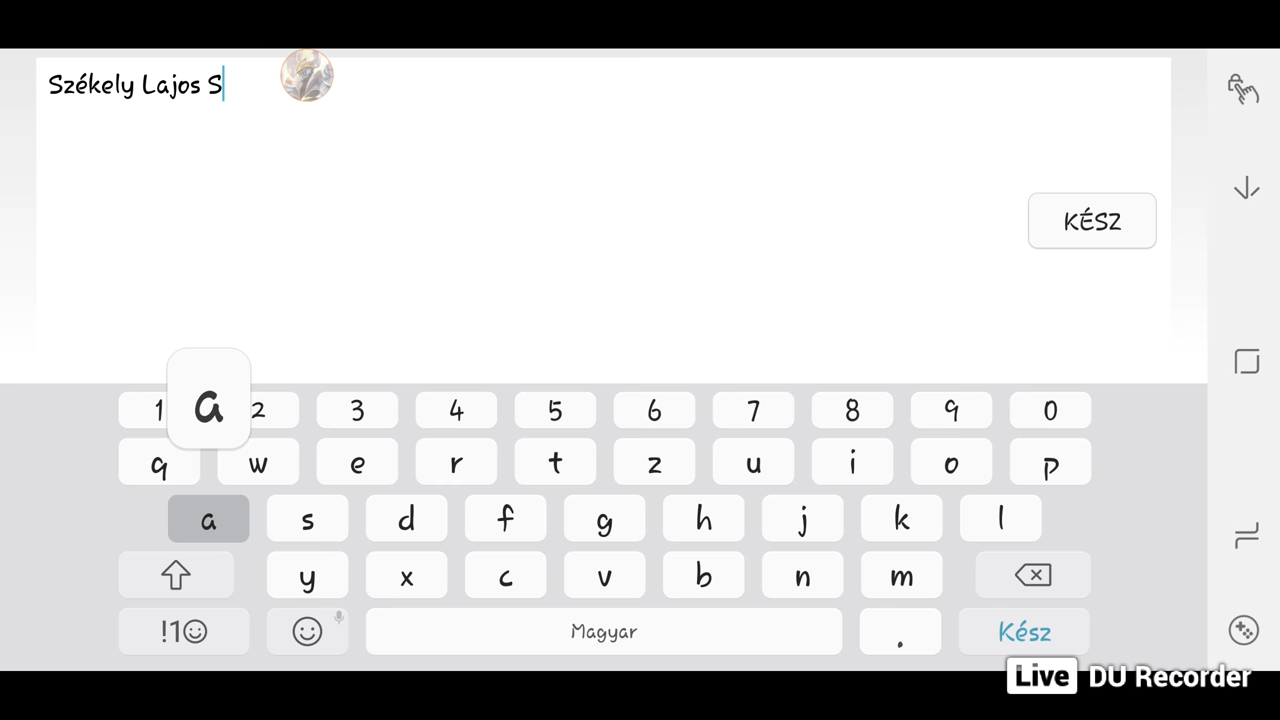 Székely Lajos S
KÉSZ
a
1 2 3 4 5 6 7 8 9 0
q w e r t z u i o p
a s d f g h j k l
y x c v b n m
!1☺ Magyar . Kész
Live DU Recorder